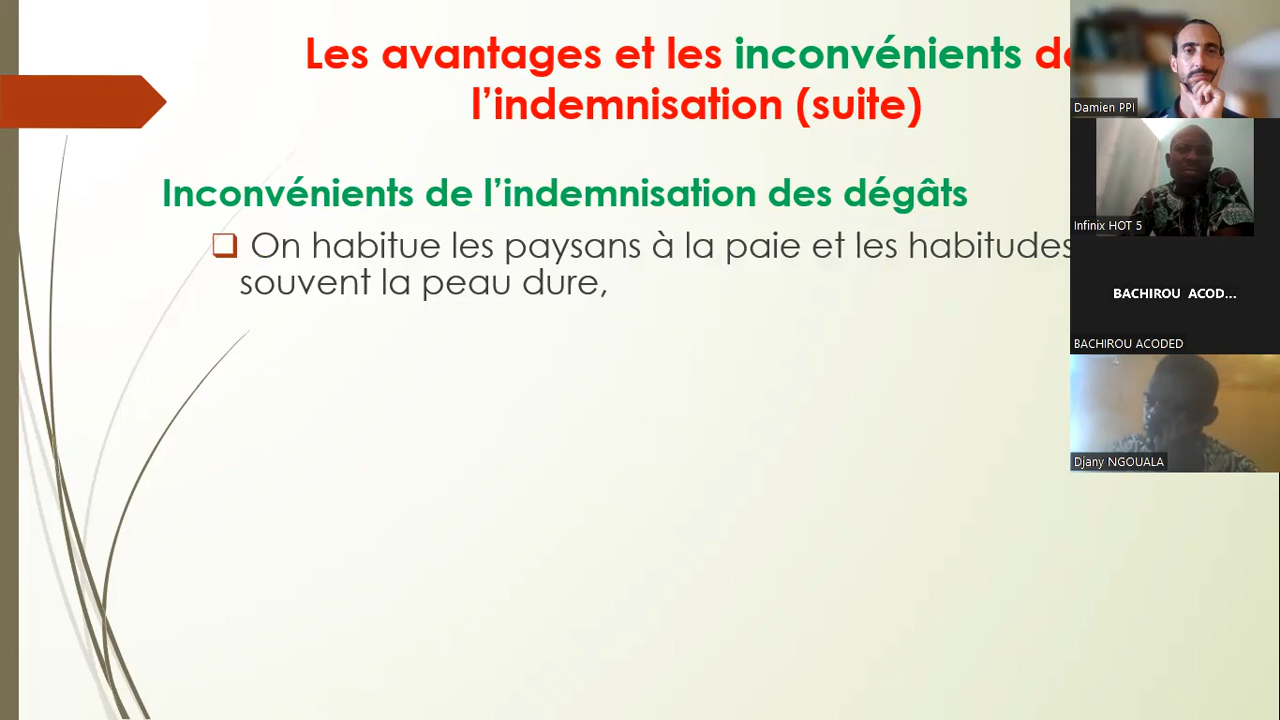 Les avantages et les inconvénients de
l’indemnisation (suite)
Inconvénients de l’indemnisation des dégâts
On habitue les paysans à la paie et les habitudes
souvent la peau dure,
Damien PPI
Infinix HOT 5
BACHIROU ACOD...
BACHIROU ACODED
Djany NGOUALA